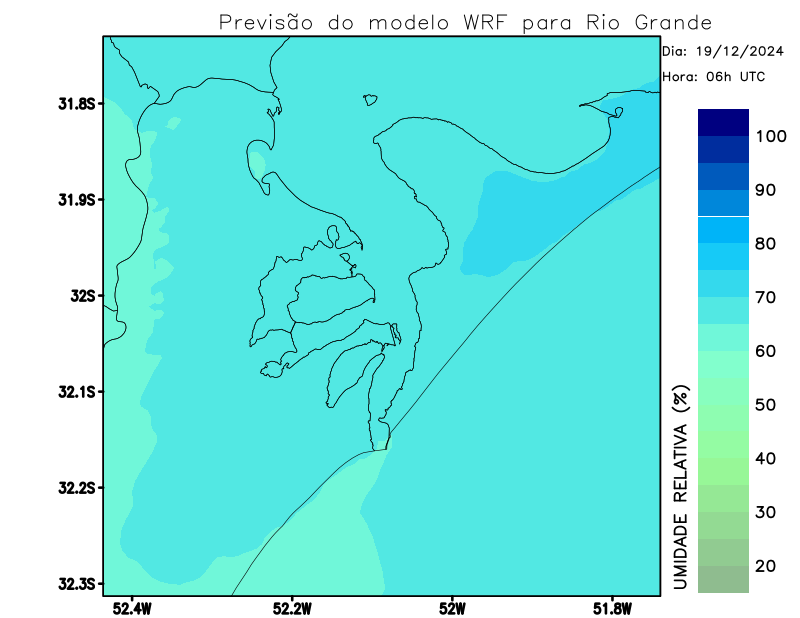 Previsão do modelo WRF para Rio Grande
Dia: 19/12/2024
Hora: 06h UTC
31.8S
31.9S
32S
32.1S
32.2S
32.3S
52.4W
52.2W
52W
51.8W
100
90
80
70
60
50
40
30
20
UMIDADE RELATIVA (%)